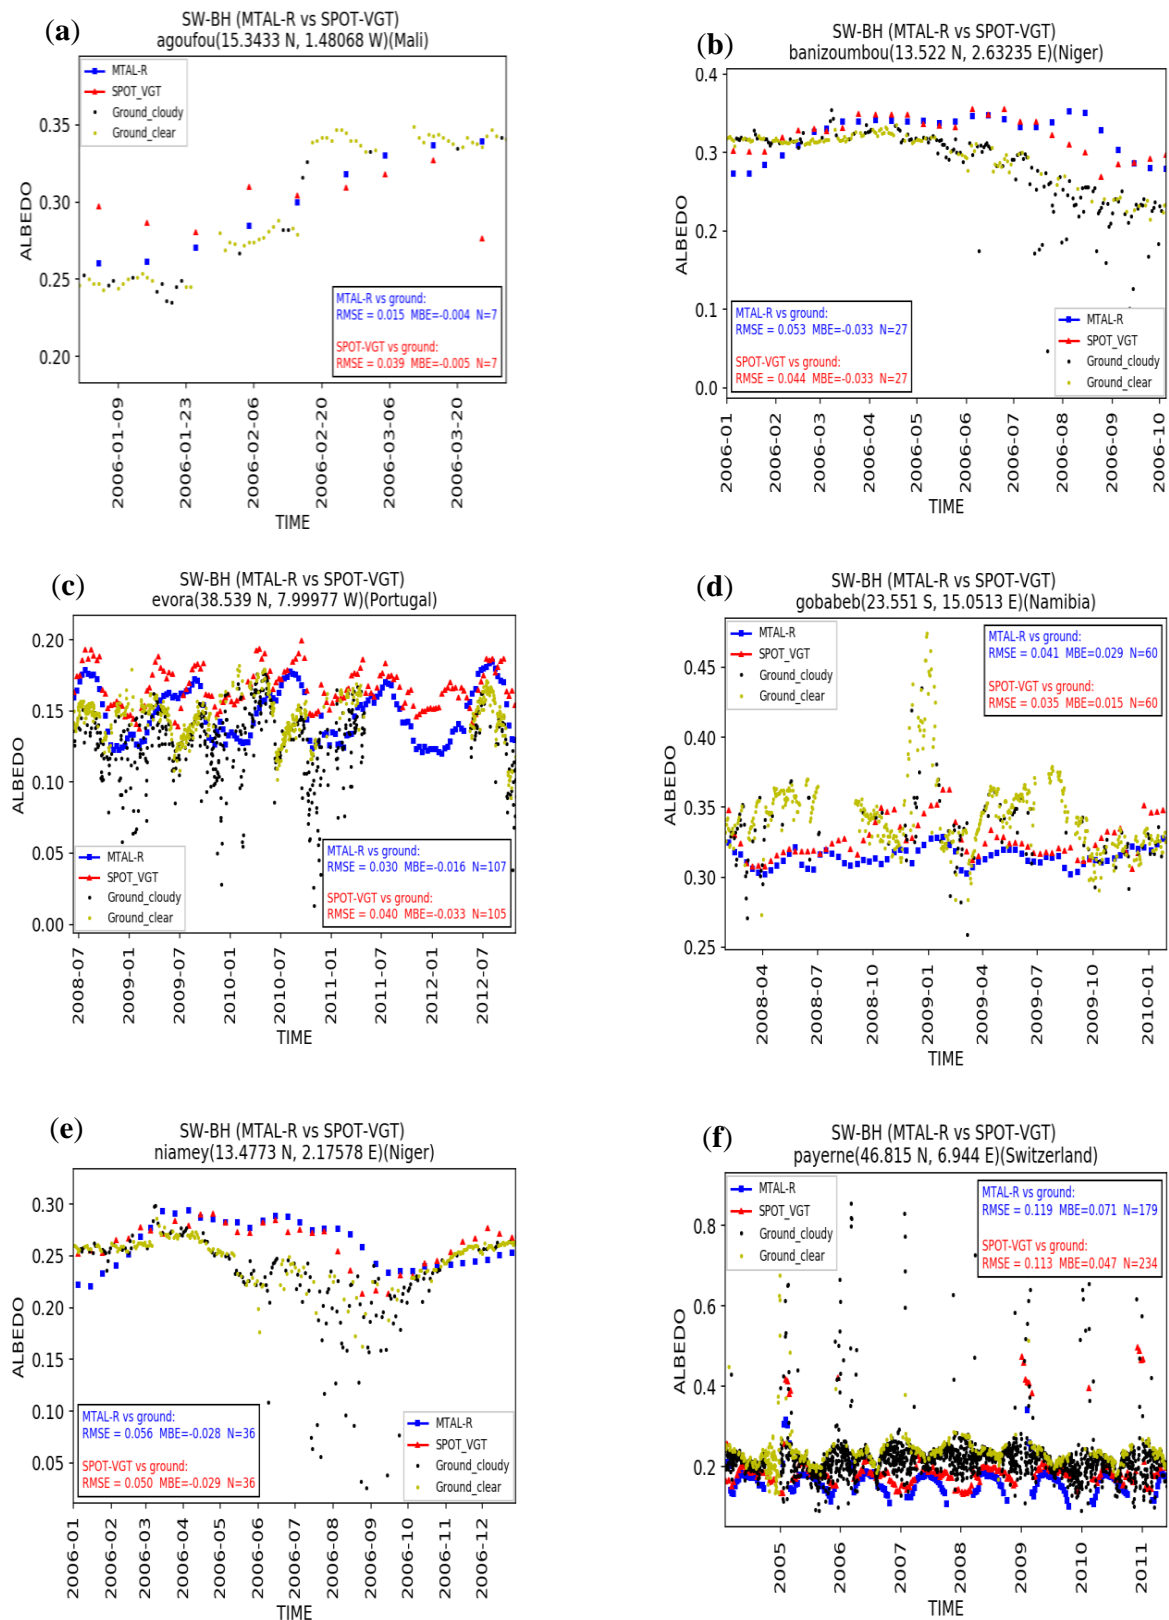 (a)
SW-BH (MTAL-R vs SPOT-VGT)
agoufou(15.3433 N, 1.48068 W)(Mali)
MTAL-R
SPOT_VGT
Ground_cloudy
Ground_clear
ALBEDO
0.35
0.30
0.25
0.20
MTAL-R vs ground:
RMSE = 0.015 MBE=-0.004 N=7
SPOT-VGT vs ground:
RMSE = 0.039 MBE=-0.005 N=7
2006-01-09
2006-01-23
2006-02-06
2006-02-20
2006-03-06
2006-03-20
TIME
(b)
SW-BH (MTAL-R vs SPOT-VGT)
banizoumbou(13.522 N, 2.63235 E)(Niger)
ALBEDO
0.4
0.3
0.2
0.1
0.0
MTAL-R vs ground:
RMSE = 0.053 MBE=-0.033 N=27
SPOT-VGT vs ground:
RMSE = 0.044 MBE=-0.033 N=27
MTAL-R
SPOT_VGT
Ground_cloudy
Ground_clear
2006-01
2006-02
2006-03
2006-04
2006-05
2006-06
2006-07
2006-08
2006-09
2006-10
TIME
(c)
SW-BH (MTAL-R vs SPOT-VGT)
evora(38.539 N, 7.99977 W)(Portugal)
ALBEDO
0.20
0.15
0.10
0.05
0.00
MTAL-R
SPOT_VGT
Ground_cloudy
Ground_clear
MTAL-R vs ground:
RMSE = 0.030 MBE=-0.016 N=107
SPOT-VGT vs ground:
RMSE = 0.040 MBE=-0.033 N=105
2008-07
2009-01
2009-07
2010-01
2010-07
2011-01
2011-07
2012-01
2012-07
TIME
(d)
SW-BH (MTAL-R vs SPOT-VGT)
gobabeb(23.551 S, 15.0513 E)(Namibia)
MTAL-R
SPOT_VGT
Ground_cloudy
Ground_clear
MTAL-R vs ground:
RMSE = 0.041 MBE=0.029 N=60
SPOT-VGT vs ground:
RMSE = 0.035 MBE=0.015 N=60
ALBEDO
0.45
0.40
0.35
0.30
0.25
2008-04
2008-07
2008-10
2009-01
2009-04
2009-07
2009-10
2010-01
TIME
(e)
SW-BH (MTAL-R vs SPOT-VGT)
niamey(13.4773 N, 2.17578 E)(Niger)
ALBEDO
0.30
0.25
0.20
0.15
0.10
0.05
MTAL-R vs ground:
RMSE = 0.056 MBE=-0.028 N=36
SPOT-VGT vs ground:
RMSE = 0.050 MBE=-0.029 N=36
MTAL-R
SPOT_VGT
Ground_cloudy
Ground_clear
2006-01
2006-02
2006-03
2006-04
2006-05
2006-06
2006-07
2006-08
2006-09
2006-10
2006-12
TIME
(f)
SW-BH (MTAL-R vs SPOT-VGT)
payerne(46.815 N, 6.944 E)(Switzerland)
MTAL-R
SPOT_VGT
Ground_cloudy
Ground_clear
MTAL-R vs ground:
RMSE = 0.119 MBE=0.071 N=179
SPOT-VGT vs ground:
RMSE = 0.113 MBE=0.047 N=234
ALBEDO
0.8
0.6
0.4
0.2
2005
2006
2007
2008
2009
2010
2011
TIME